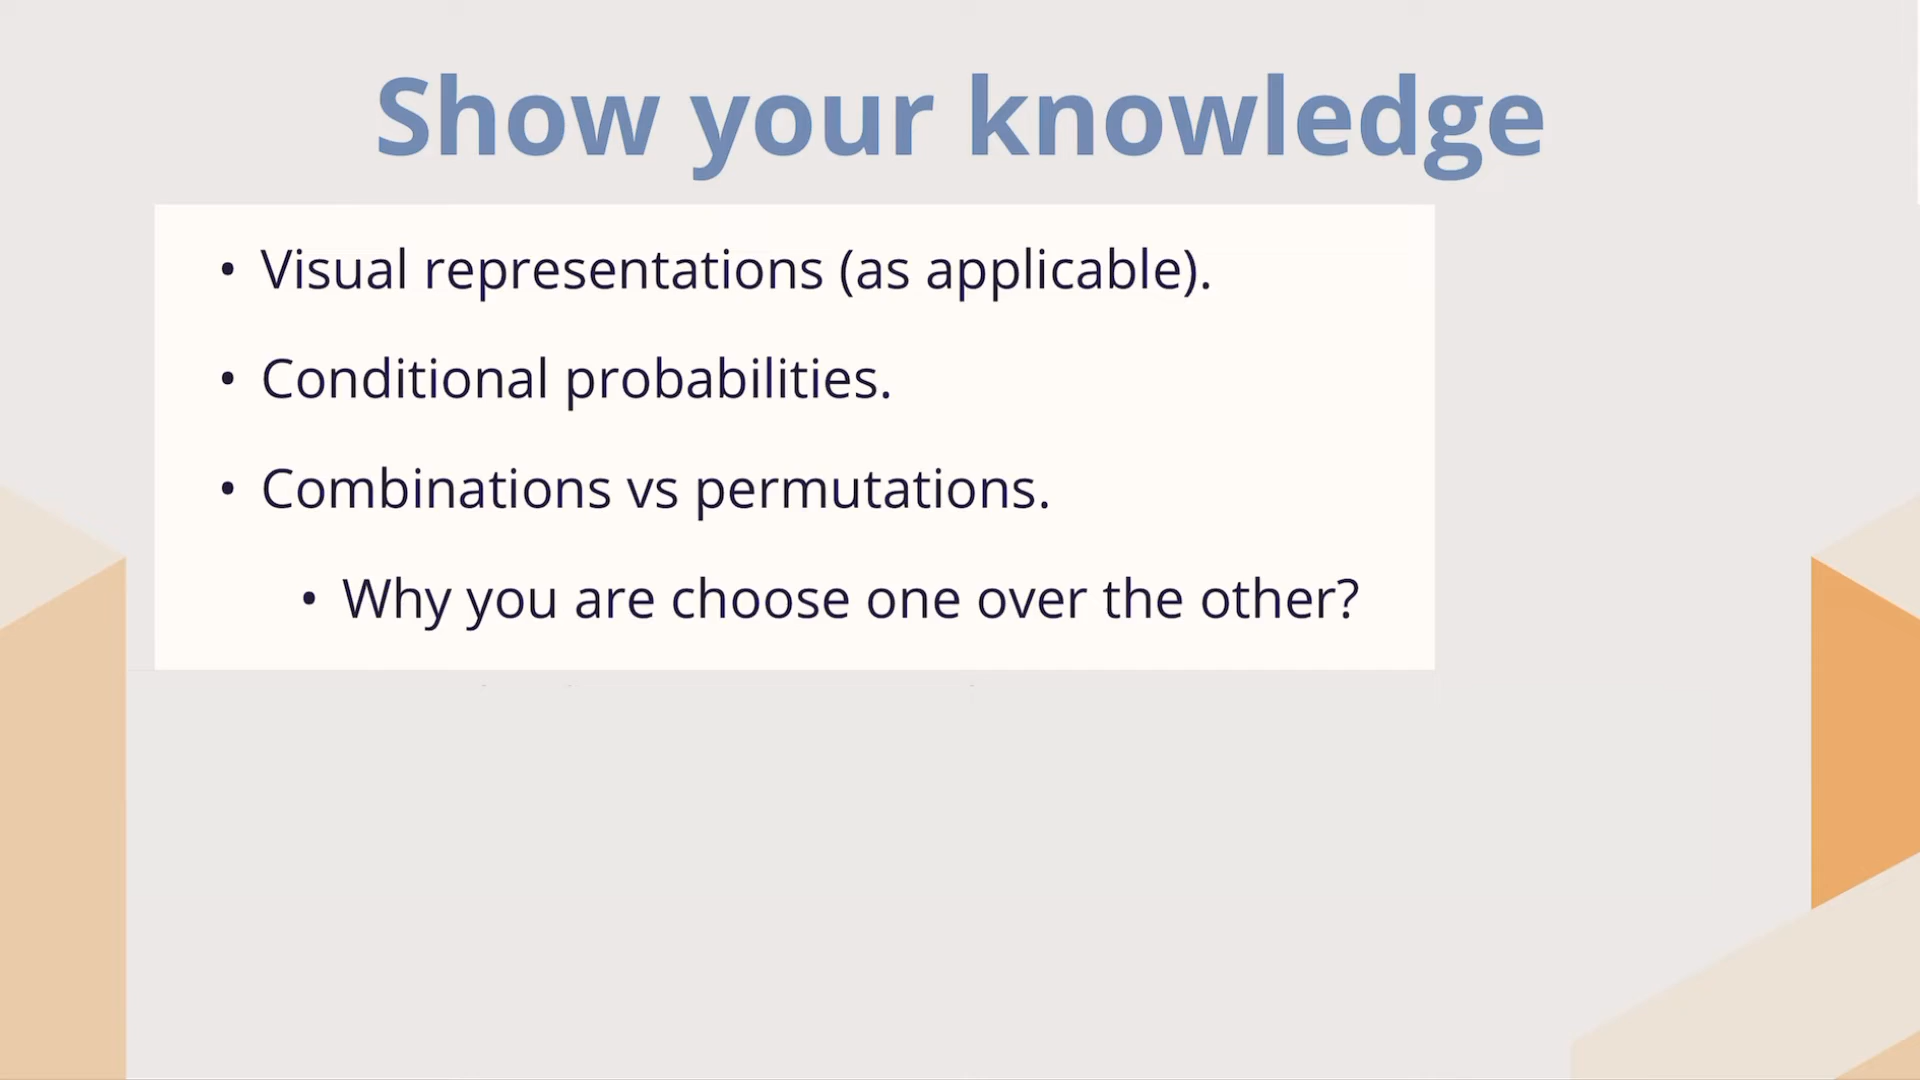 Show your knowledge
• Visual representations (as applicable).
• Conditional probabilities.
• Combinations vs permutations.
• Why you are choose one over the other?